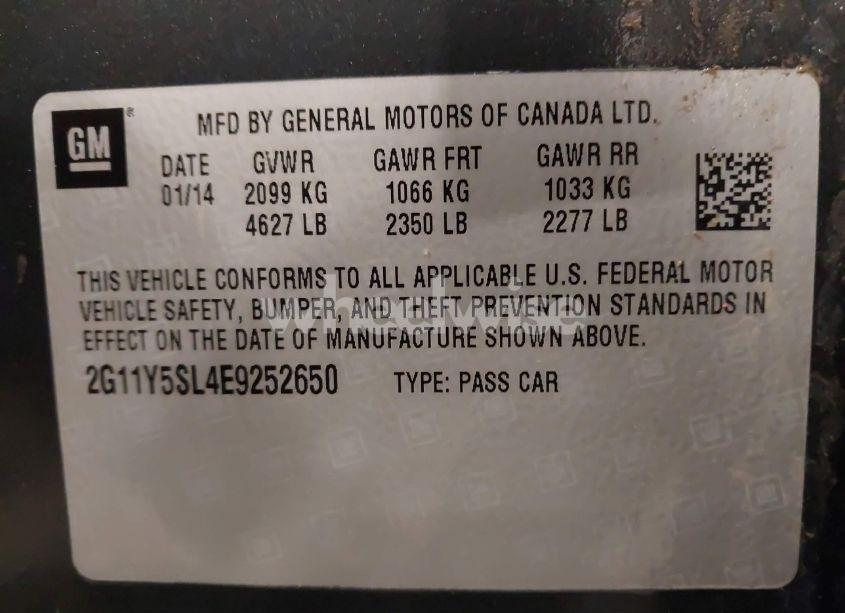 GM ®
MFD BY GENERAL MOTORS OF CANADA LTD.
DATE GVWR GAWR FRT GAWR RR
01/14 2099 KG 1066 KG 1033 KG
4627 LB 2350 LB 2277 LB
THIS VEHICLE CONFORMS TO ALL APPLICABLE U.S. FEDERAL MOTOR
VEHICLE SAFETY, BUMPER, AND THEFT PREVENTION STANDARDS IN
EFFECT ON THE DATE OF MANUFACTURE SHOWN ABOVE.
2G11Y5SL4E9252650 TYPE: PASS CAR